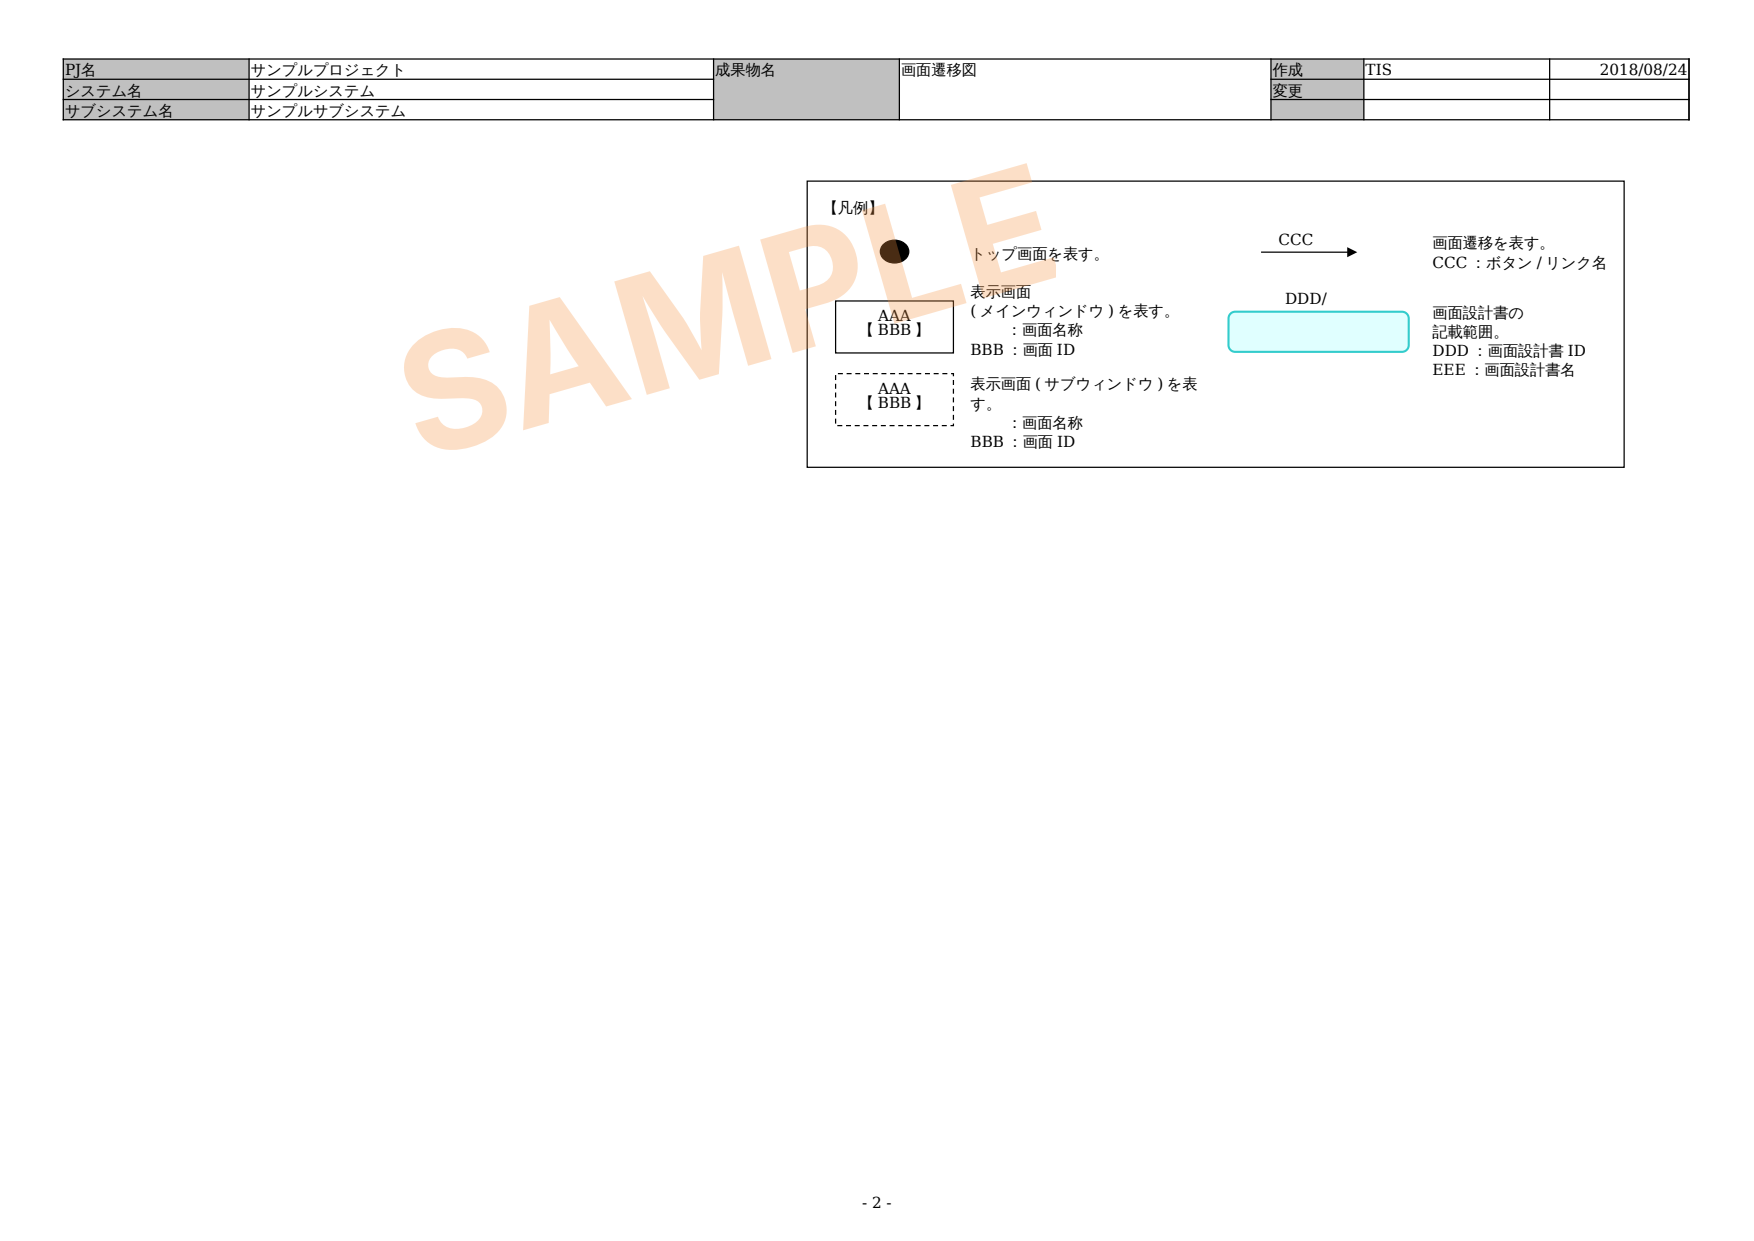 PJ名 サンプルプロジェクト 成果物名 画面遷移図 作成 TIS 2018/08/24
システム名 サンプルシステム 変更
サブシステム名 サンプルサブシステム
SAMPLE
【凡例】
トップ画面を表す。
CCC
画面遷移を表す。
CCC ：ボタン / リンク名
AAA
【 BBB 】
表示画面
( メインウィンドウ ) を表す。
：画面名称
BBB ：画面 ID
DDD/
画面設計書の
記載範囲。
DDD ：画面設計書 ID
EEE ：画面設計書名
AAA
【 BBB 】
表示画面 ( サブウィンドウ ) を表
す。
：画面名称
BBB ：画面 ID
- 2 -